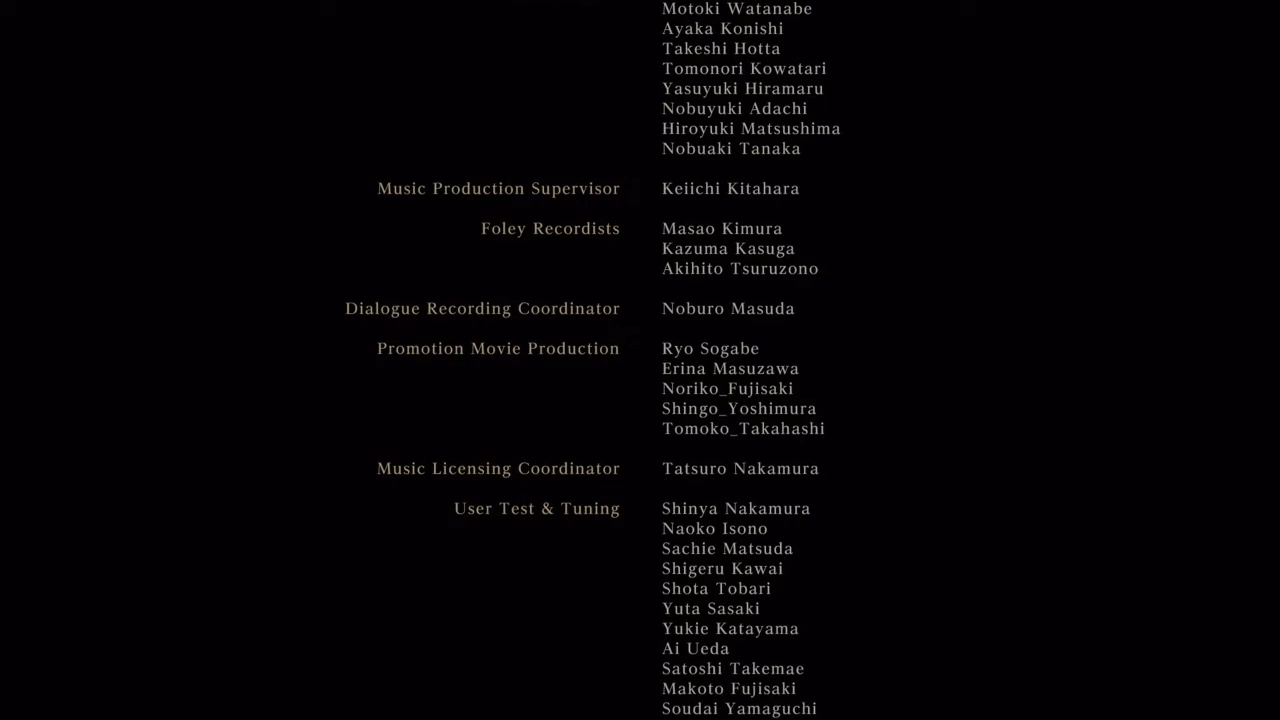 Motoki Watanabe
Ayaka Konishi
Takeshi Hotta
Tomonori Kowatari
Yasuyuki Hiramaru
Nobuyuki Adachi
Hiroyuki Matsushima
Nobuaki Tanaka
Music Production Supervisor Keiichi Kitahara
Foley Recordists Masao Kimura
Kazuma Kasuga
Akihito Tsuruzono
Dialogue Recording Coordinator Noburo Masuda
Promotion Movie Production Ryo Sogabe
Erina Masuzawa
Noriko_Fujisaki
Shingo_Yoshimura
Tomoko_Takahashi
Music Licensing Coordinator Tatsuro Nakamura
User Test & Tuning Shinya Nakamura
Naoko Isono
Sachie Matsuda
Shigeru Kawai
Shota Tobari
Yuta Sasaki
Yukie Katayama
Ai Ueda
Satoshi Takemae
Makoto Fujisaki
Soudai Yamaguchi